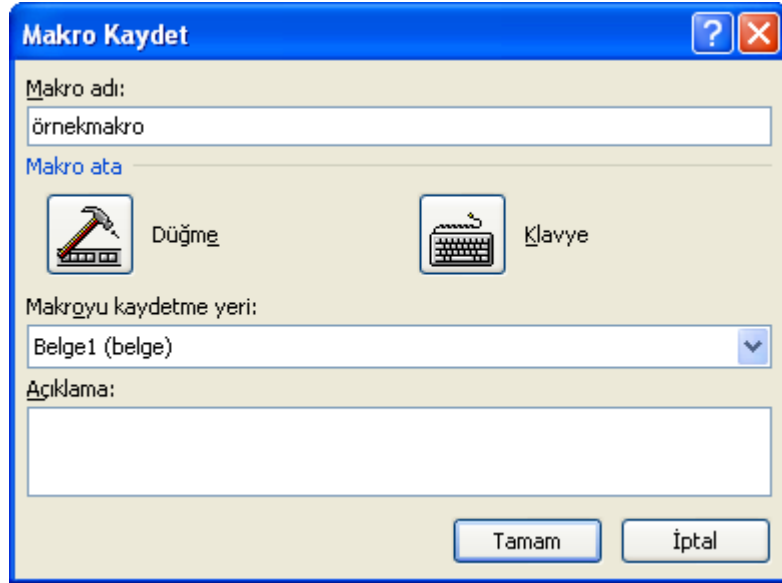 Makro Kaydet
Makro adı:
örnekmakro
Makro ata
Düğme
Klavye
Makroyu kaydetme yeri:
Belge1 (belge)
Açıklama:
Tamam
İptal